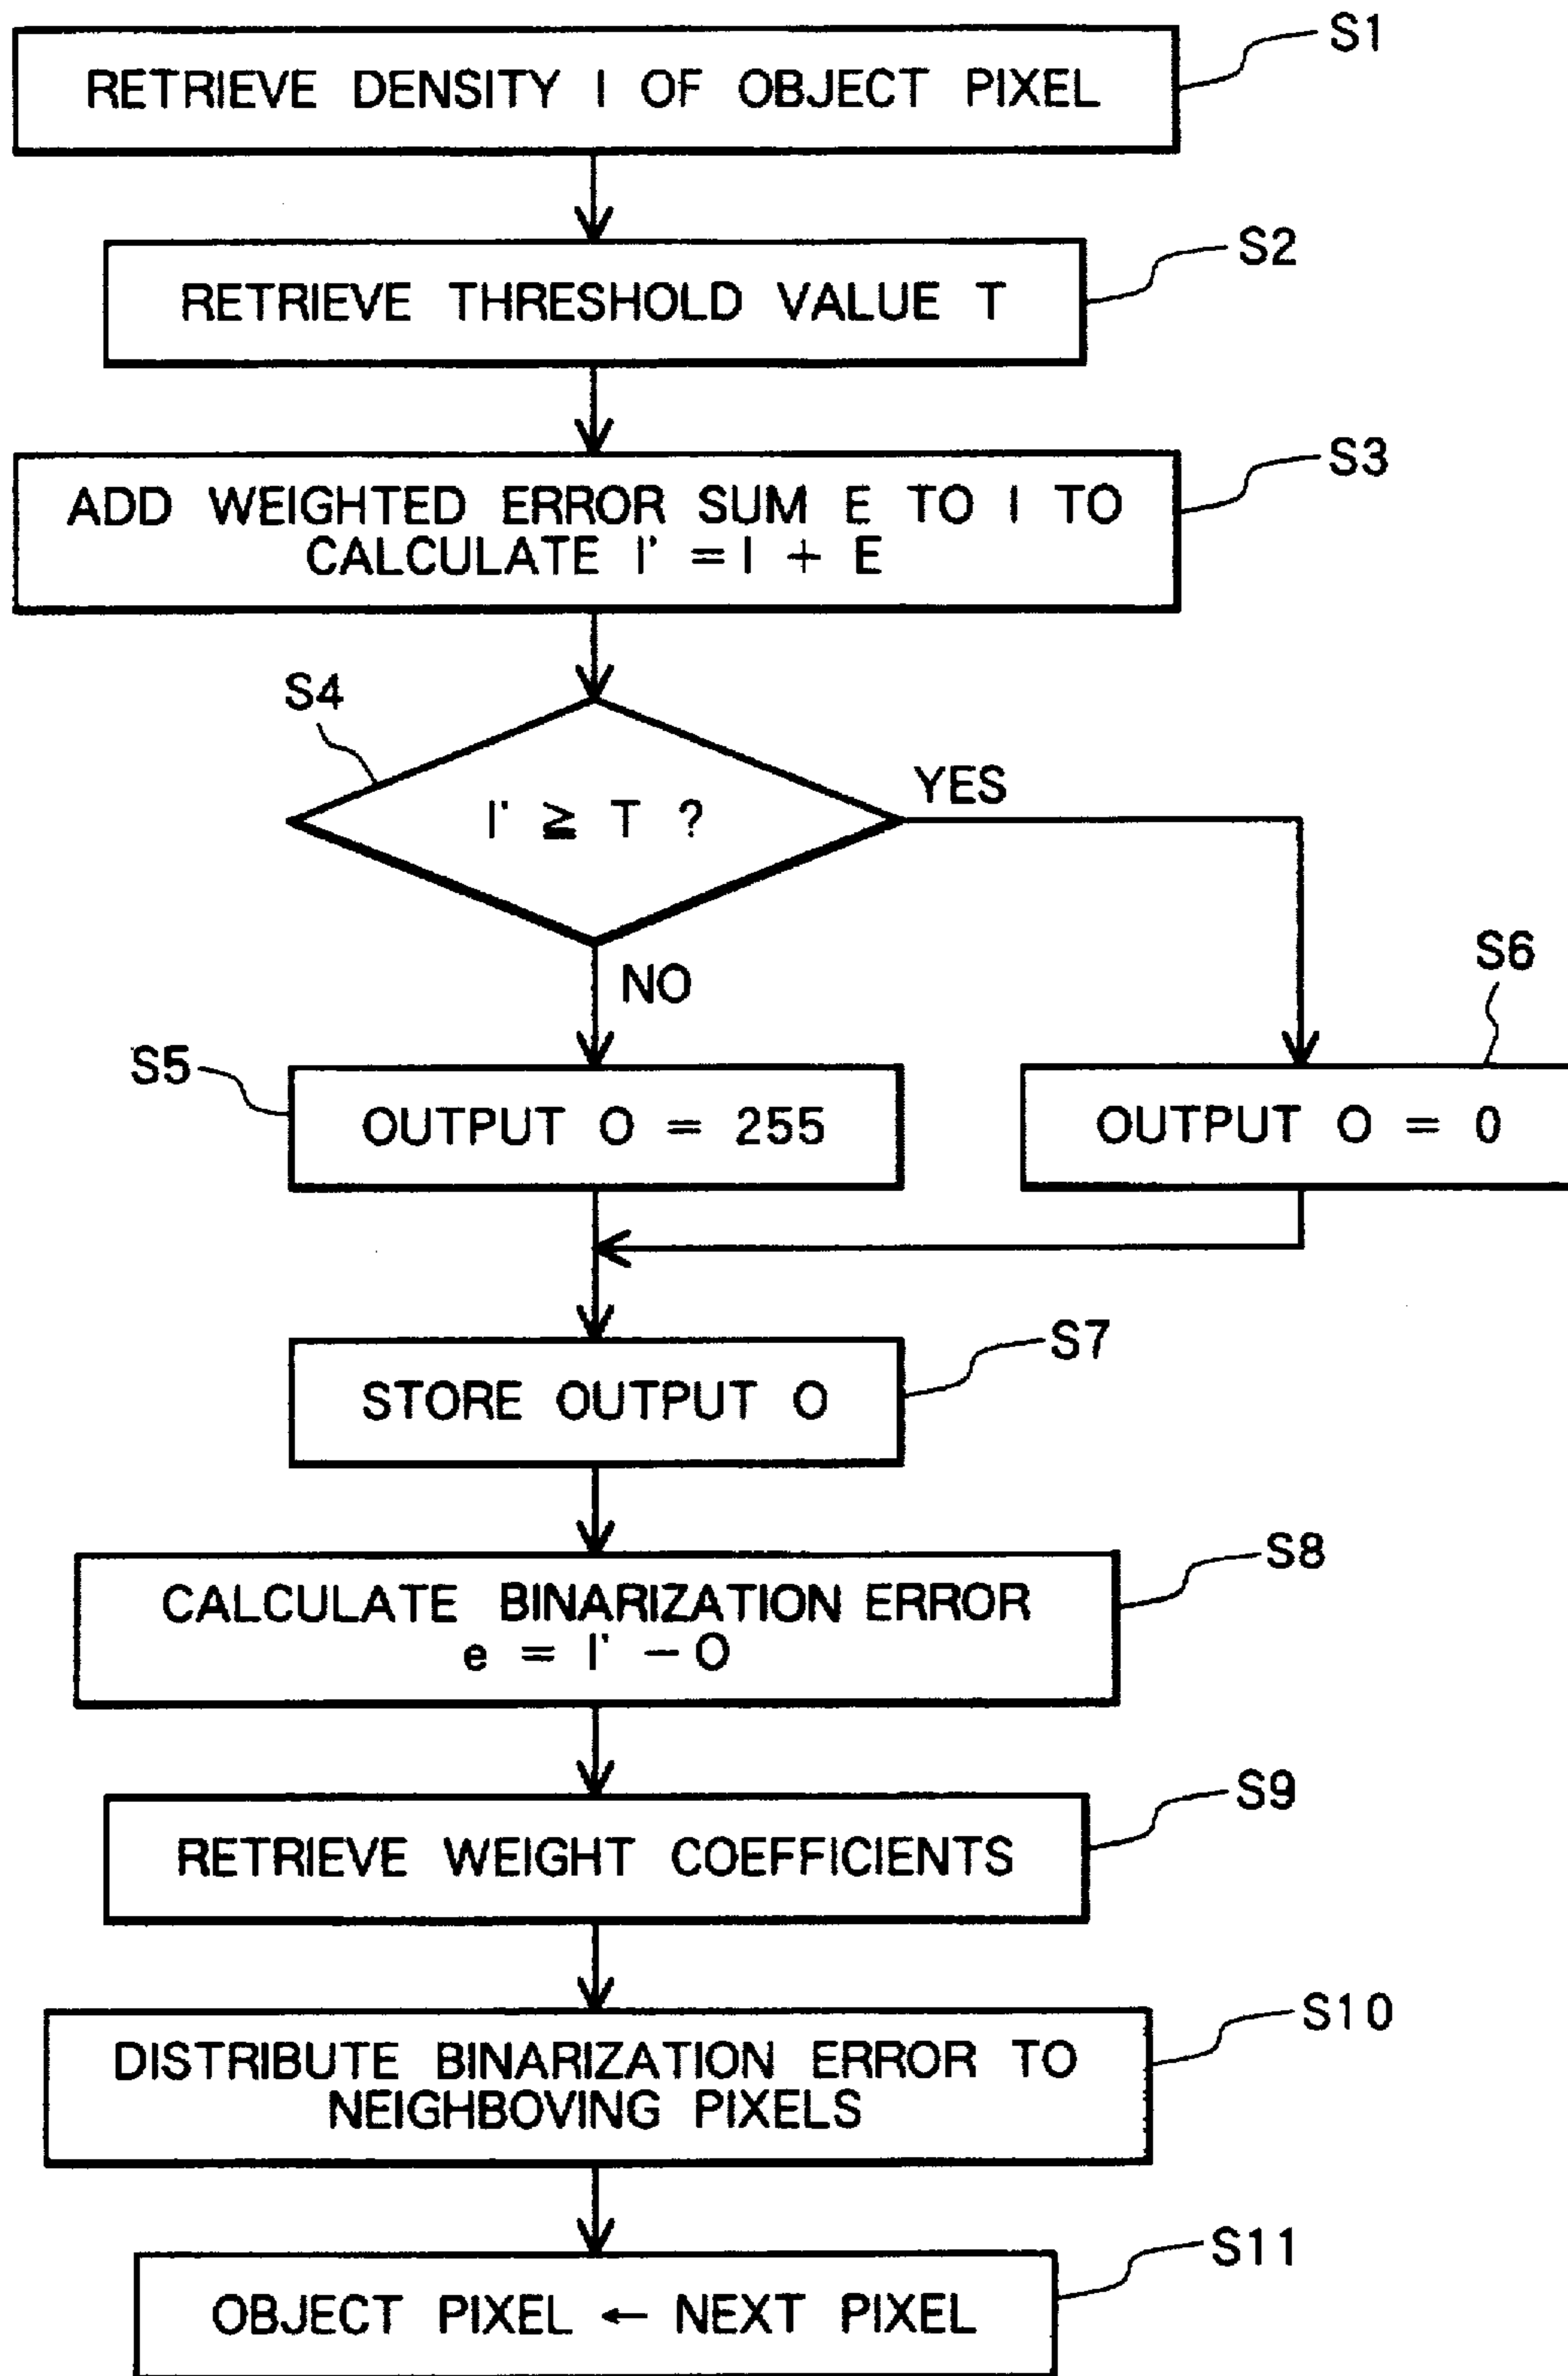 S1
RETRIEVE DENSITY I OF OBJECT PIXEL
S2
RETRIEVE THRESHOLD VALUE T
S3
ADD WEIGHTED ERROR SUM E TO I TO
CALCULATE I' = I + E
S4
I' ≧ T ?
YES
NO
S5
OUTPUT O = 255
S6
OUTPUT O = 0
S7
STORE OUTPUT O
S8
CALCULATE BINARIZATION ERROR
e = I' - O
S9
RETRIEVE WEIGHT COEFFICIENTS
S10
DISTRIBUTE BINARIZATION ERROR TO
NEIGHBOVING PIXELS
S11
OBJECT PIXEL ← NEXT PIXEL